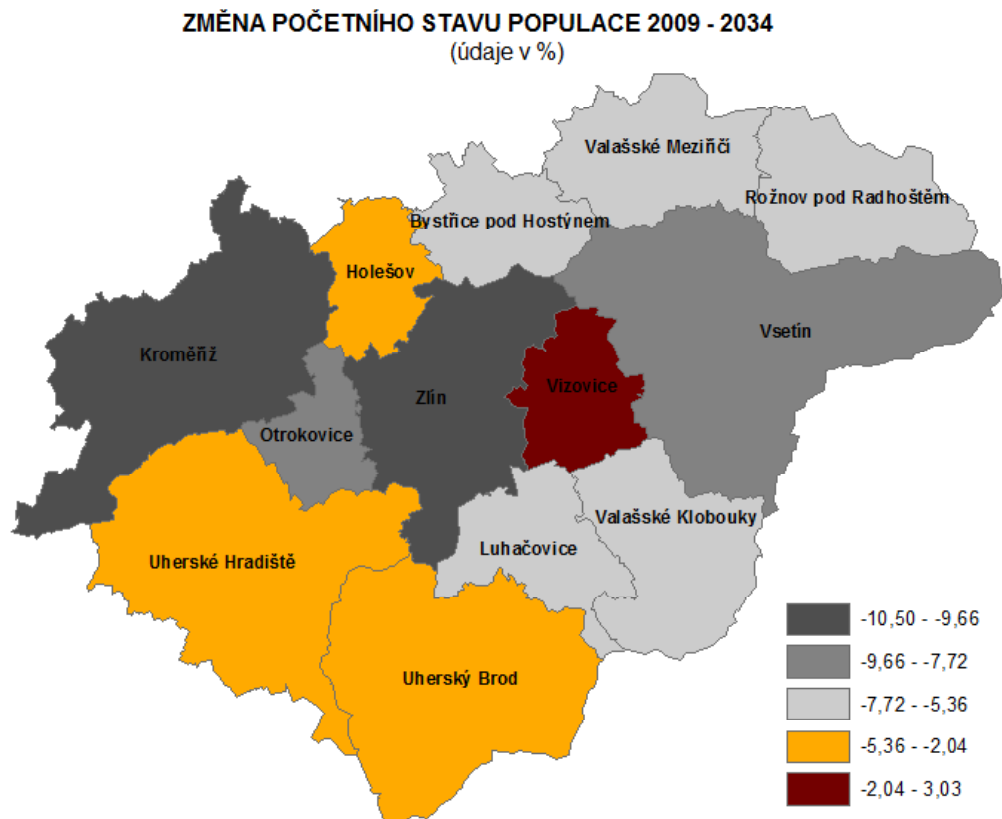 ZMĚNA POČETNÍHO STAVU POPULACE 2009 - 2034
(údaje v %)
Valašské Meziříčí
Rožnov pod Radhoštěm
Bystřice pod Hostýnem
Holešov
Vsetín
Kroměříž
Vizovice
Zlín
Otrokovice
Valašské Klobouky
Luhačovice
Uherské Hradiště
Uherský Brod
-10,50 - -9,66
-9,66 - -7,72
-7,72 - -5,36
-5,36 - -2,04
-2,04 - 3,03